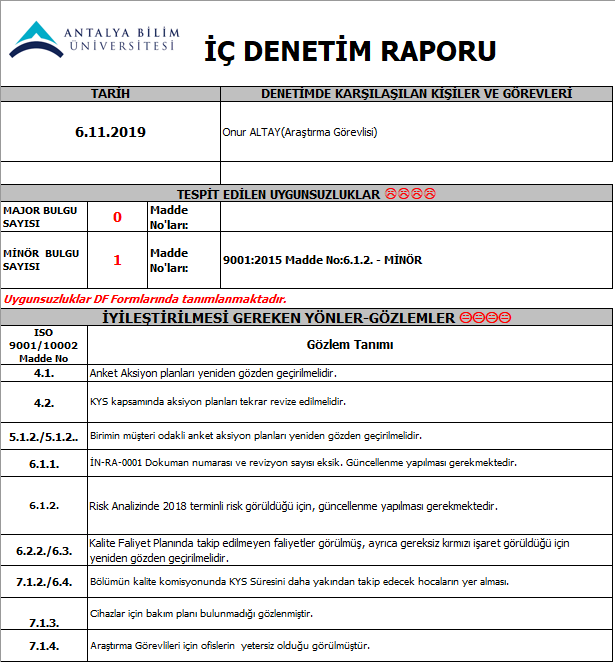 ANTALYA BİLİM
ÜNİVERSİTESİ
İÇ DENETİM RAPORU
TARİH
DENETİMDE KARŞILAŞILAN KİŞİLER VE GÖREVLERİ
6.11.2019
Onur ALTAY(Araştırma Görevlisi)
TESPİT EDİLEN UYGUNSUZLUKLAR ☹☹☹☹
MAJOR BULGU
SAYISI
0
Madde
No'ları:
MİNÖR BULGU
SAYISI
1
Madde
No'ları:
9001:2015 Madde No:6.1.2. - MİNÖR
Uygunsuzluklar DF Formlarında tanımlanmaktadır.
İYİLEŞTİRİLMESİ GEREKEN YÖNLER-GÖZLEMLER 😐😐😐😐
ISO
9001/10002
Madde No
Gözlem Tanımı
4.1.
Anket Aksiyon planları yeniden gözden geçirilmelidir.
4.2.
KYS kapsamında aksiyon planları tekrar revize edilmelidir.
5.1.2./5.1.2..
Birimin müşteri odakli anket aksiyon planları yeniden gözden geçirilmelidir.
6.1.1.
İN-RA-0001 Dokuman numarası ve revizyon sayısı eksik. Güncellenme yapılması gerekmektedir.
6.1.2.
Risk Analizinde 2018 terminli risk görüldüğü için, güncellenme yapılması gerekmektedir.
6.2.2./6.3.
Kalite Faliyet Planında takip edilmeyen faliyetler görülmüş, ayrıca gereksiz kırmızı işaret görüldüğü için
yeniden gözden geçirilmelidir.
7.1.2./6.4.
Bölümün kalite komisyonunda KYS Süresini daha yakından takip edecek hocaların yer alması.
7.1.3.
Cihazlar için bakım planı bulunmadığı gözlenmiştir.
7.1.4.
Araştırma Görevlileri için ofislerin yetersiz olduğu görülmüştür.